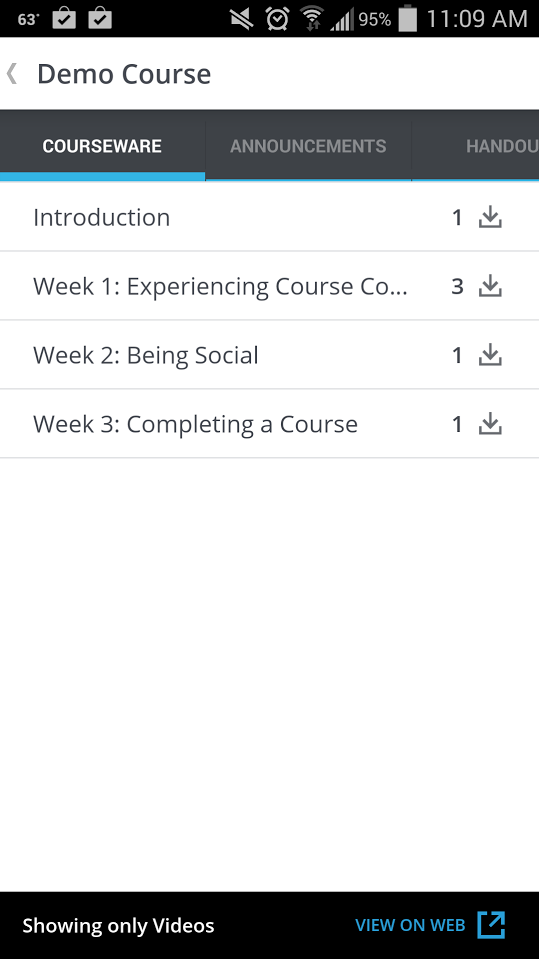 63° 95% 11:09 AM
Demo Course
COURSEWARE ANNOUNCEMENTS HANDOU
Introduction 1
Week 1: Experiencing Course Co... 3
Week 2: Being Social 1
Week 3: Completing a Course 1
Showing only Videos VIEW ON WEB